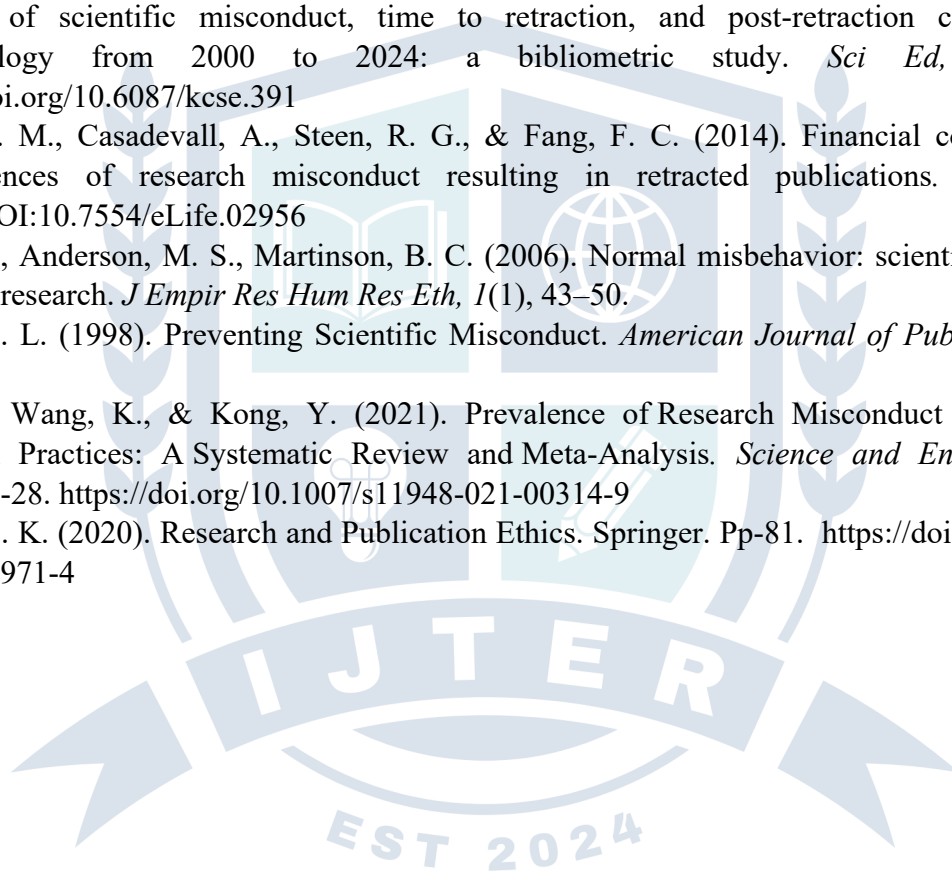 of scientific misconduct, time to retraction, and post-retraction
from 2000 to 2024: a bibliometric study. Sci Ed,
oi.org/10.6087/kcse.391
. M., Casadevall, A., Steen, R. G., & Fang, F. C. (2014). Financial
ences of research misconduct resulting in retracted publications.
OI:10.7554/eLife.02956
., Anderson, M. S., Martinson, B. C. (2006). Normal misbehavior:
research. J Empir Res Hum Res Eth, 1(1), 43–50.
. L. (1998). Preventing Scientific Misconduct. American Journal of
Wang, K., & Kong, Y. (2021). Prevalence of Research Misconduct
Practices: A Systematic Review and Meta-Analysis. Science and
-28. https://doi.org/10.1007/s11948-021-00314-9
. K. (2020). Research and Publication Ethics. Springer. Pp-81. https://doi
971-4
IJTER
EST 2024